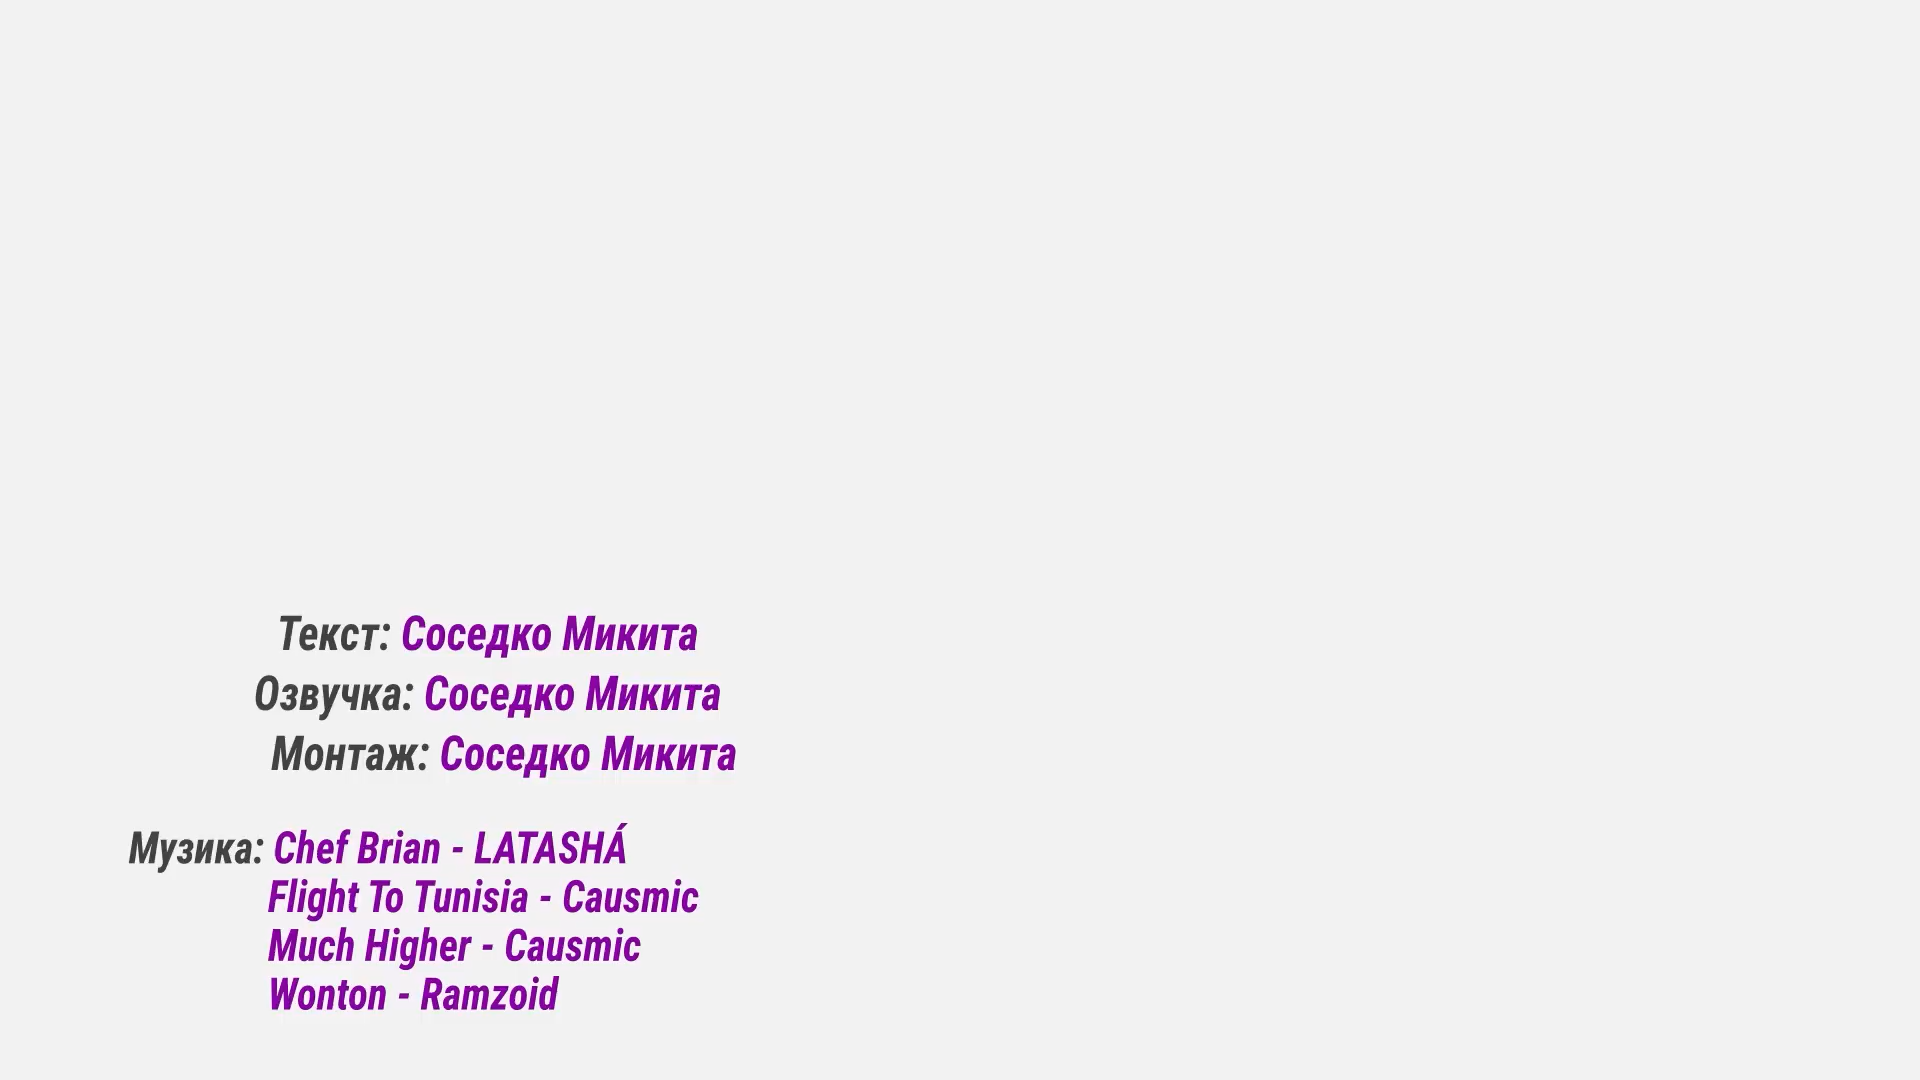 Текст: Соседко Микита
Озвучка: Соседко Микита
Монтаж: Соседко Микита
Музика: Chef Brian - LATASHÁ
Flight To Tunisia - Causmic
Much Higher - Causmic
Wonton - Ramzoid